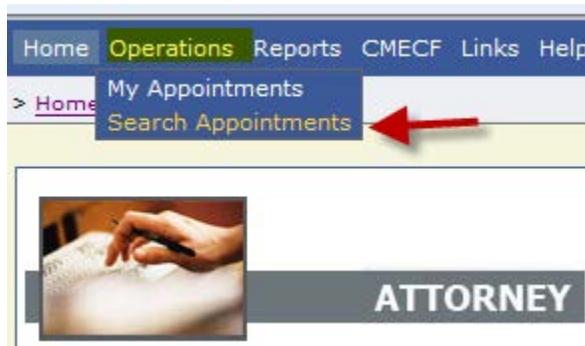 Home Operations Reports CMECF Links Help
My Appointments
> Home
Search Appointments
ATTORNEY